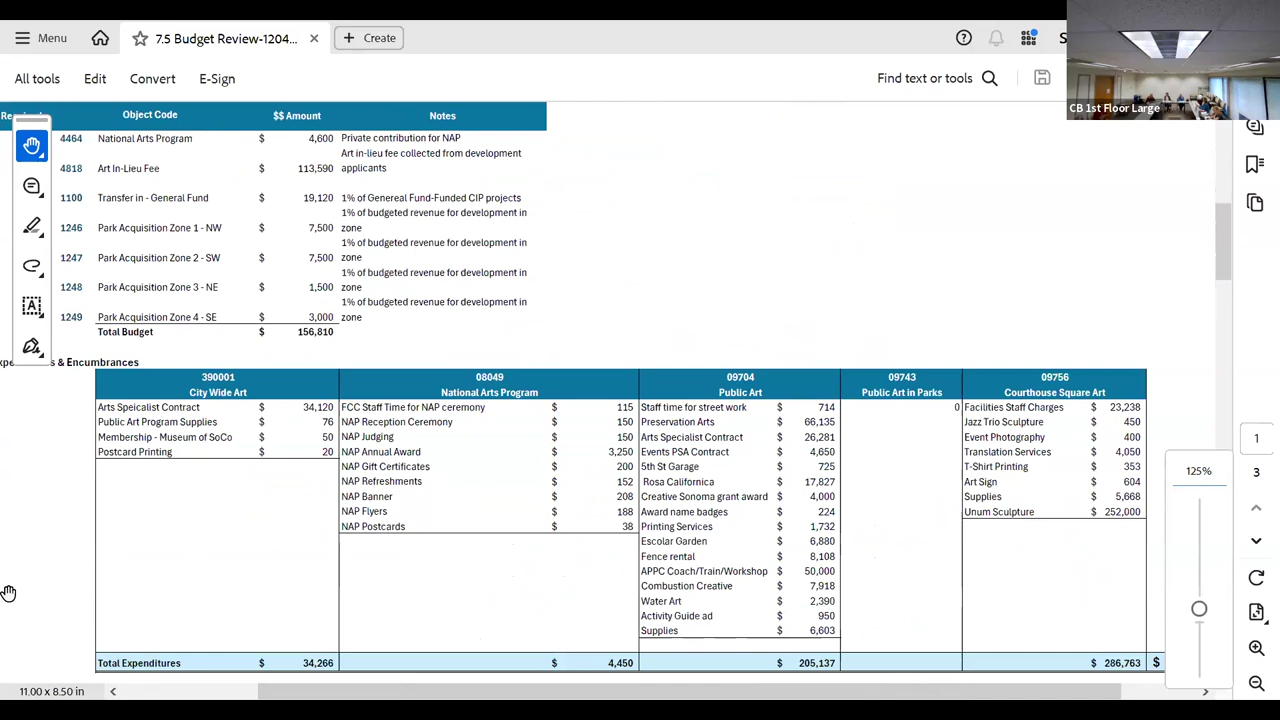 Menu
7.5 Budget Review-1204...
Create
CB 1st Floor Large
All tools Edit Convert E-Sign Find text or tools
Object Code $$ Amount Notes
4464 National Arts Program $ 4,600 Private contribution for NAP
Art in-lieu fee collected from development
4818 Art In-Lieu Fee $ 113,590 applicants
1100 Transfer in - General Fund $ 19,120 1% of Genereal Fund-Funded CIP projects
1% of budgeted revenue for development in
1246 Park Acquisition Zone 1 - NW $ 7,500 zone
1% of budgeted revenue for development in
1247 Park Acquisition Zone 2 - SW $ 7,500 zone
1% of budgeted revenue for development in
1248 Park Acquisition Zone 3 - NE $ 1,500 zone
1% of budgeted revenue for development in
1249 Park Acquisition Zone 4 - SE $ 3,000 zone
Total Budget $ 156,810
& Encumbrances
390001 08049 09704 09743 09756
City Wide Art National Arts Program Public Art Public Art in Parks Courthouse Square Art
Arts Speicalist Contract $ 34,120 FCC Staff Time for NAP ceremony $ 115 Staff time for street work $ 714 0 Facilities Staff Charges $ 23,238
Public Art Program Supplies $ 76 NAP Reception Ceremony $ 150 Preservation Arts $ 66,135 Jazz Trio Sculpture $ 450
Membership - Museum of SoCo $ 50 NAP Judging $ 150 Arts Specialist Contract $ 26,281 Event Photography $ 400
Postcard Printing $ 20 NAP Annual Award $ 3,250 Events PSA Contract $ 4,650 Translation Services $ 4,050
NAP Gift Certificates $ 200 5th St Garage $ 725 T-Shirt Printing $ 353
NAP Refreshments $ 152 Rosa Californica $ 17,827 Art Sign $ 604
NAP Banner $ 208 Creative Sonoma grant award $ 4,000 Supplies $ 5,668
NAP Flyers $ 188 Award name badges $ 224 Unum Sculpture $ 252,000
NAP Postcards $ 38 Printing Services $ 1,732
Escolar Garden $ 6,880
Fence rental $ 8,108
APPC Coach/Train/Workshop $ 50,000
Combustion Creative $ 7,918
Water Art $ 2,390
Activity Guide ad $ 950
Supplies $ 6,603
Total Expenditures $ 34,266 $ 4,450 $ 205,137 $ 286,763 $
125%
1
3
11.00 x 8.50 in